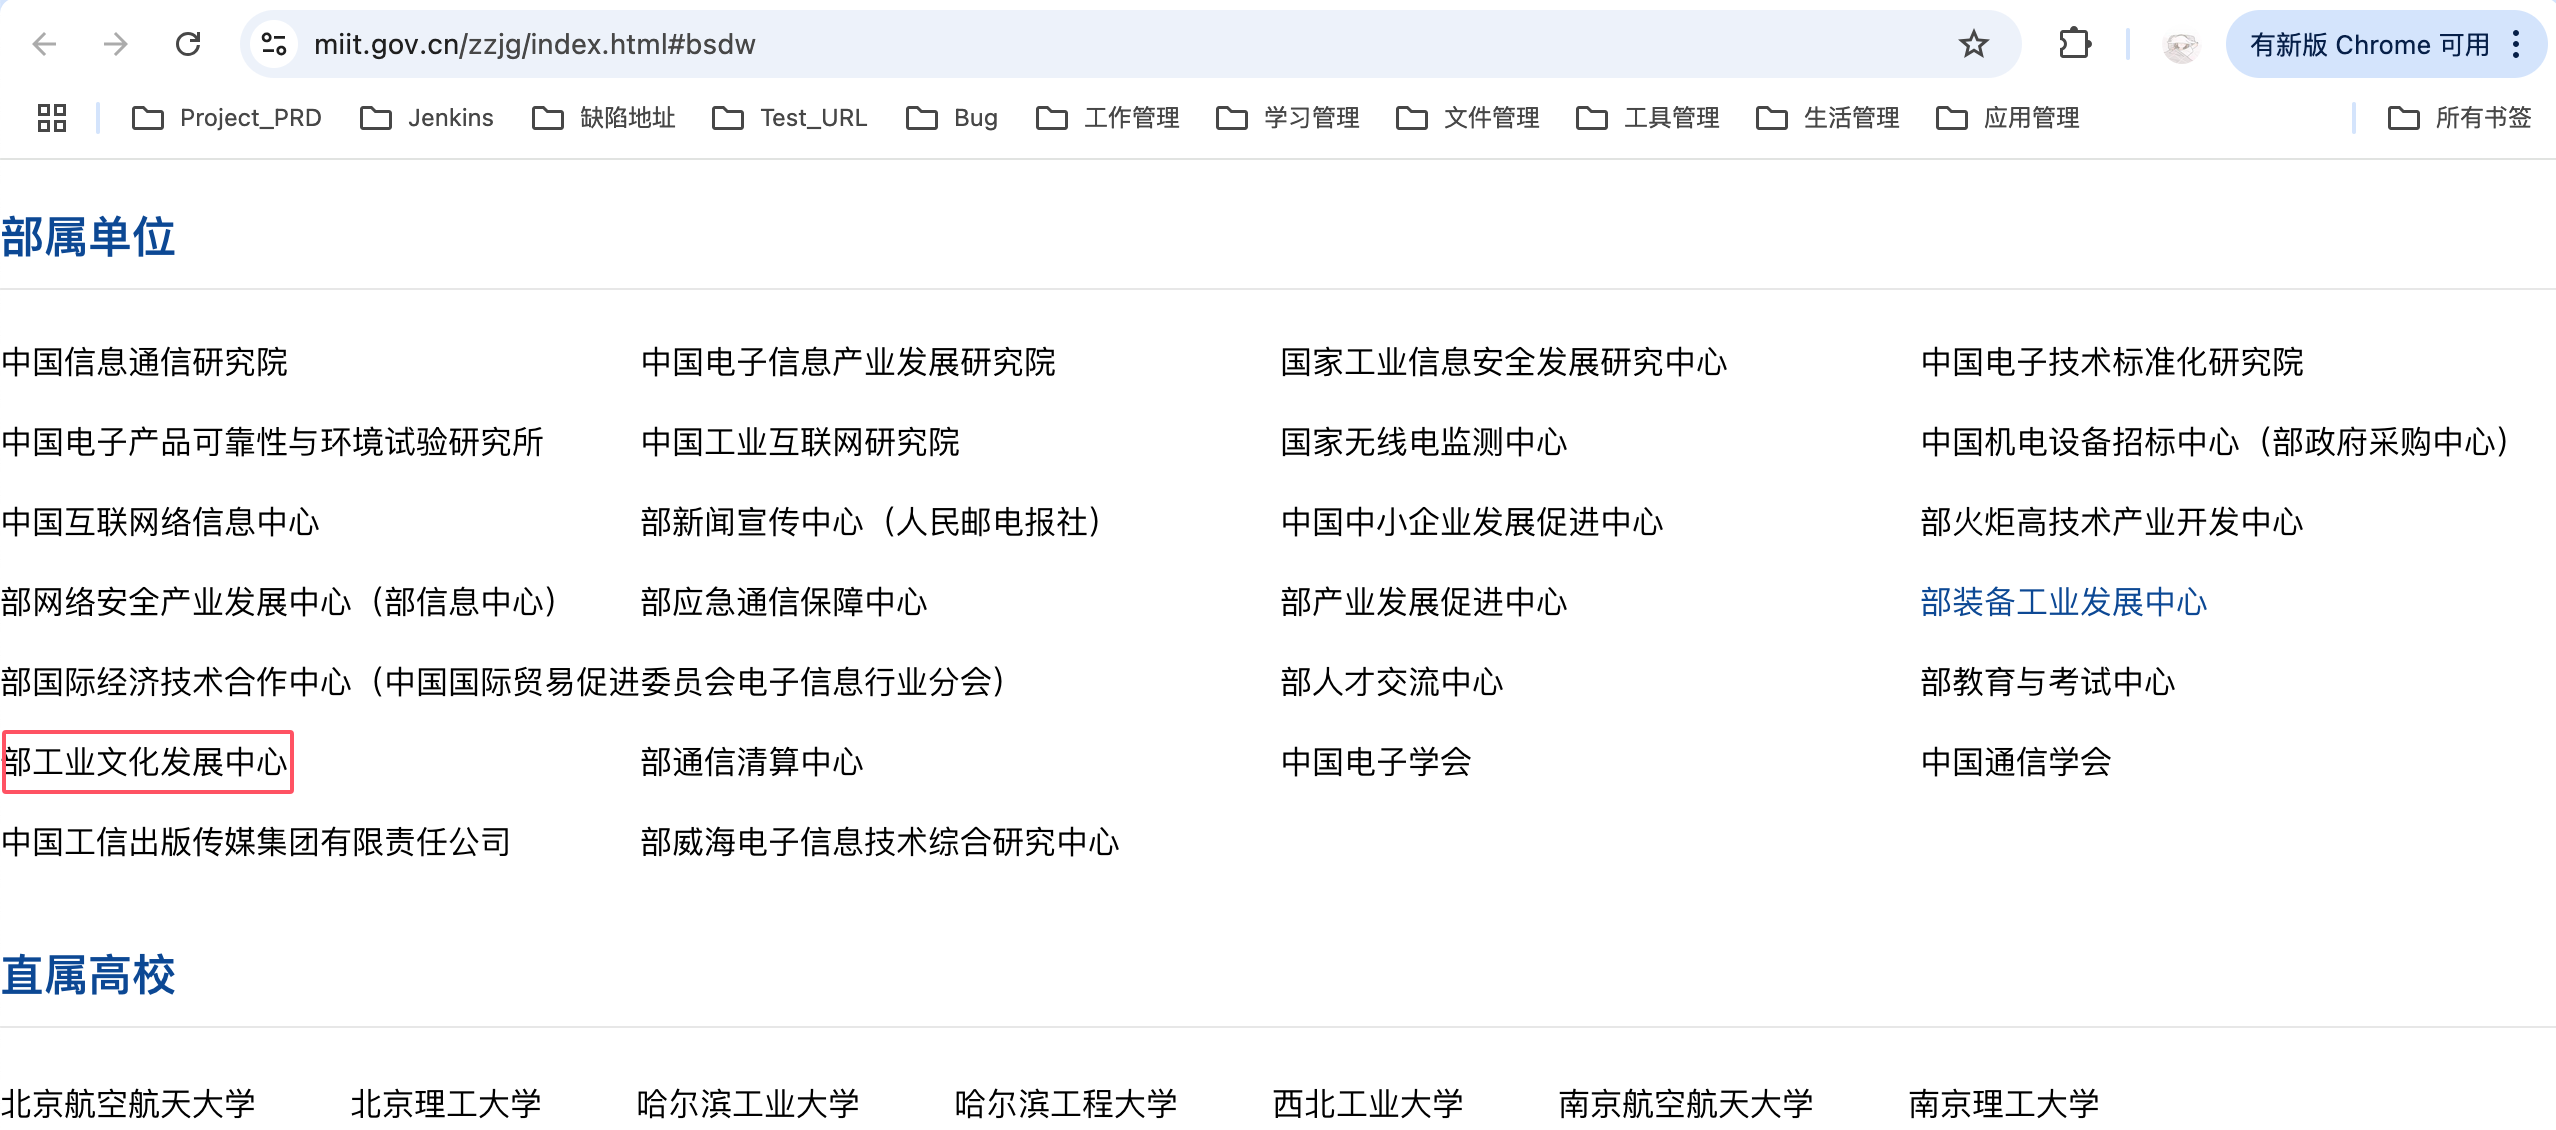 miit.gov.cn/zzjg/index.html#bsdw 有新版 Chrome 可用
Project_PRD Jenkins 缺陷地址 Test_URL Bug 工作管理 学习管理 文件管理 工具管理 生活管理 应用管理 所有书签
部属单位
中国信息通信研究院 中国电子信息产业发展研究院 国家工业信息安全发展研究中心 中国电子技术标准化研究院
中国电子产品可靠性与环境试验研究所 中国工业互联网研究院 国家无线电监测中心 中国机电设备招标中心（部政府采购中心）
中国互联网络信息中心 部新闻宣传中心（人民邮电报社） 中国中小企业发展促进中心 部火炬高技术产业开发中心
部网络安全产业发展中心（部信息中心） 部应急通信保障中心 部产业发展促进中心 部装备工业发展中心
部国际经济技术合作中心（中国国际贸易促进委员会电子信息行业分会） 部人才交流中心 部教育与考试中心
部工业文化发展中心 部通信清算中心 中国电子学会 中国通信学会
中国工信出版传媒集团有限责任公司 部威海电子信息技术综合研究中心
直属高校
北京航空航天大学 北京理工大学 哈尔滨工业大学 哈尔滨工程大学 西北工业大学 南京航空航天大学 南京理工大学